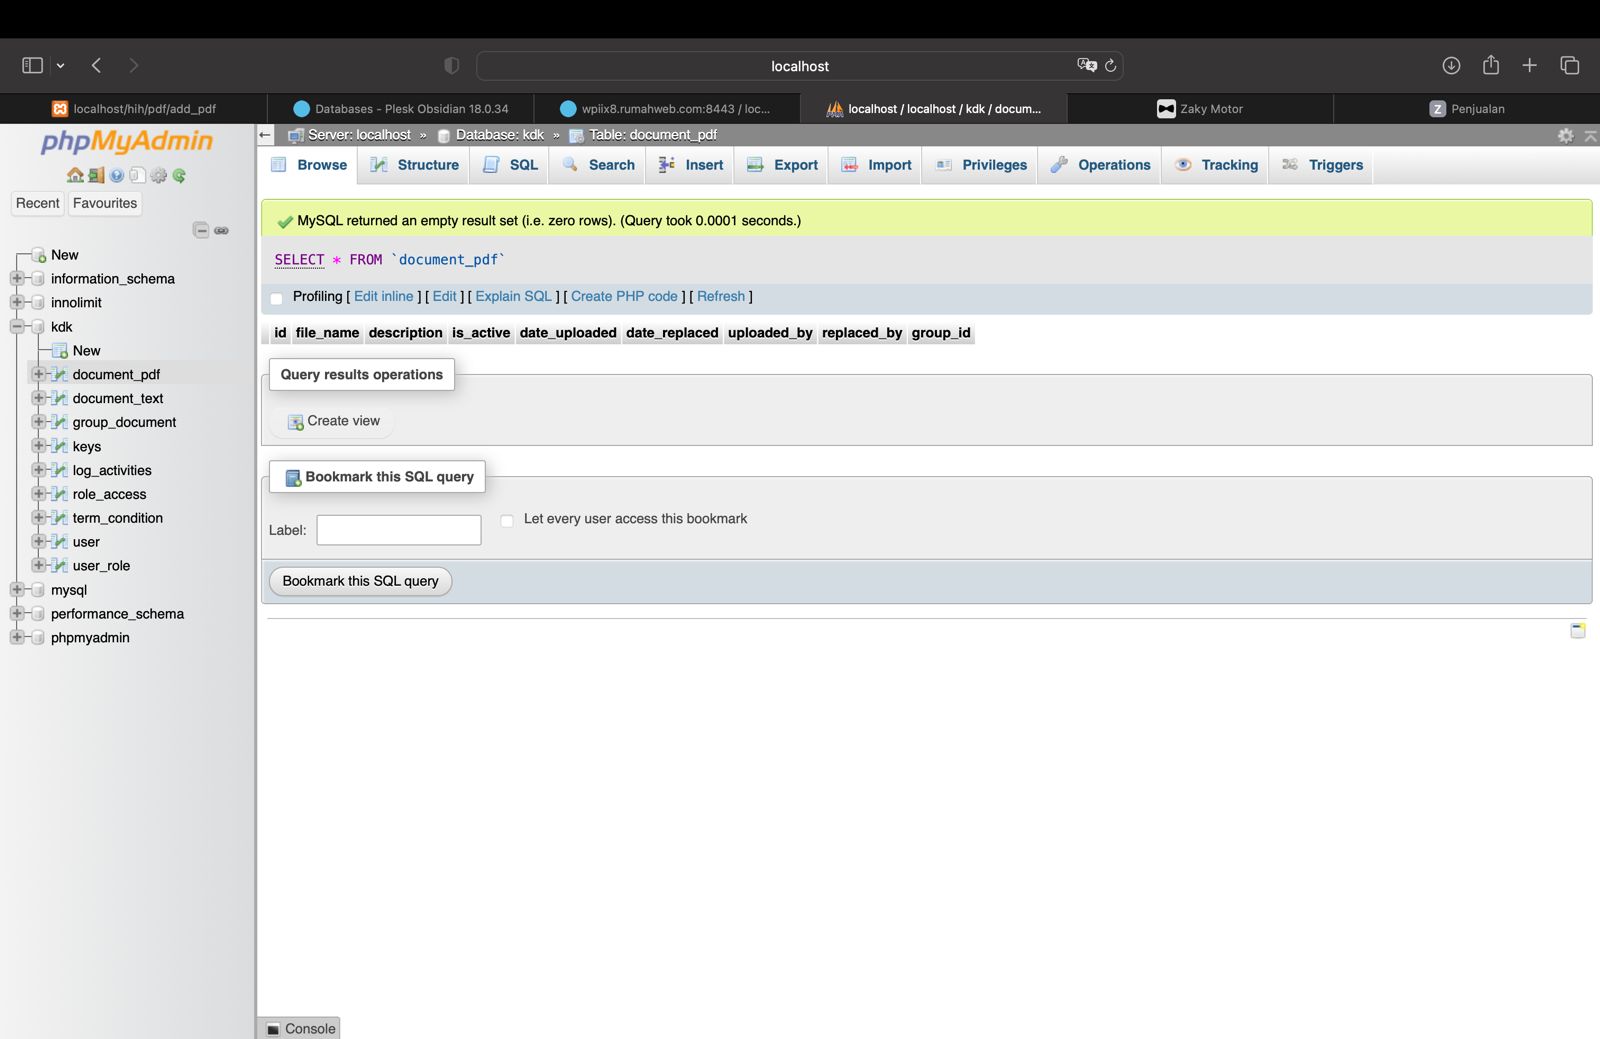 localhost
localhost/hih/pdf/add_pdf
Databases - Plesk Obsidian 18.0.34
wpiix8.rumahweb.com:8443 / loc...
localhost / localhost / kdk / docum...
Zaky Motor
Z Penjualan
phpMyAdmin
Server: localhost » Database: kdk » Table: document_pdf
Browse
Structure
SQL
Search
Insert
Export
Import
Privileges
Operations
Tracking
Triggers
Recent
Favourites
New
information_schema
innolimit
kdk
New
document_pdf
document_text
group_document
keys
log_activities
role_access
term_condition
user
user_role
mysql
performance_schema
phpmyadmin
MySQL returned an empty result set (i.e. zero rows). (Query took 0.0001 seconds.)
SELECT * FROM `document_pdf`
Profiling [ Edit inline ] [ Edit ] [ Explain SQL ] [ Create PHP code ] [ Refresh ]
id file_name description is_active date_uploaded date_replaced uploaded_by replaced_by group_id
Query results operations
Create view
Bookmark this SQL query
Label:
Let every user access this bookmark
Bookmark this SQL query
Console